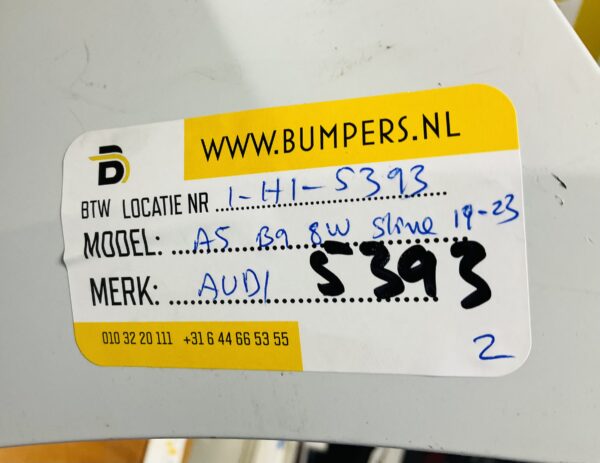 WWW.BUMPERS.NL
BTW LOCATIE NR 1-H1-5393
MODEL: A5 B9 8W Sline 19-23
MERK: AUDI 5393
010 32 20 111 +31 6 44 66 53 55
2